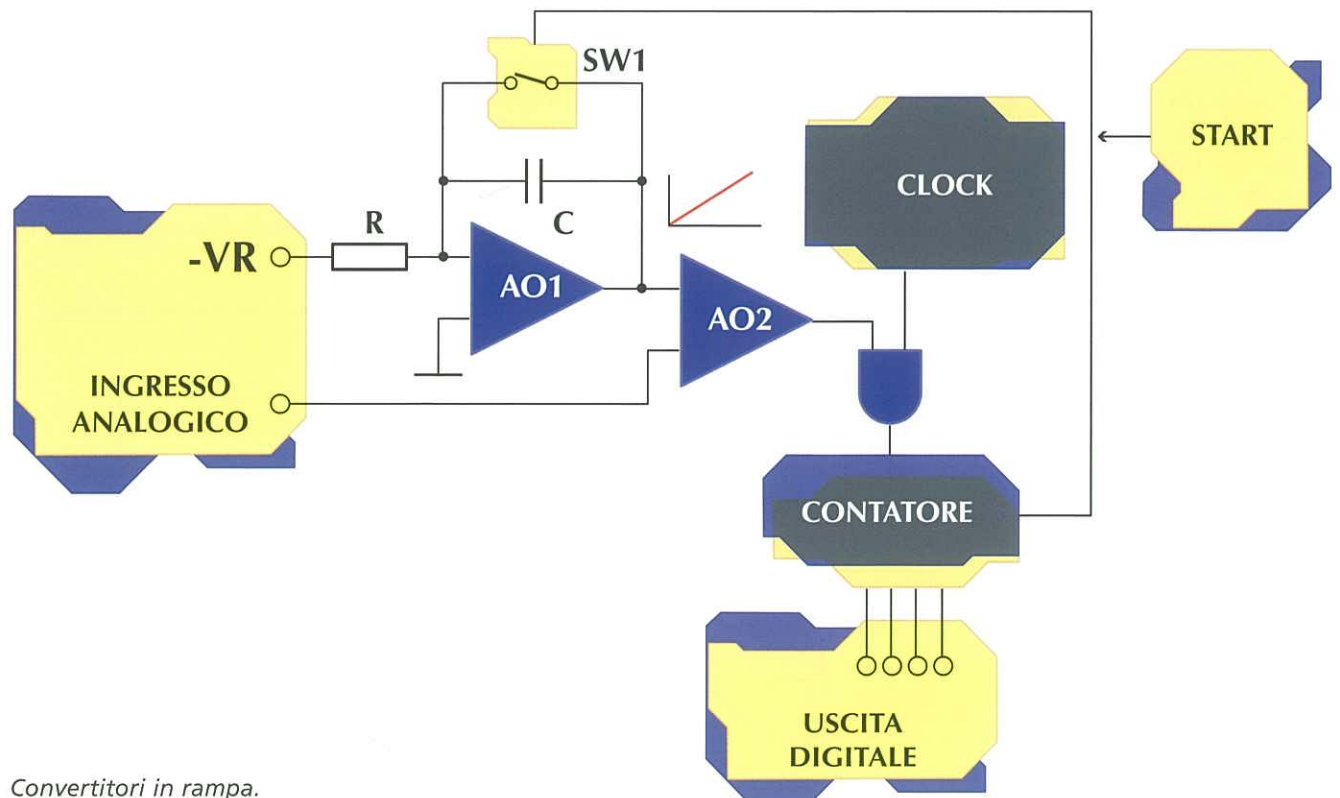 SW1
START
CLOCK
R
C
-VR
AO1
AO2
INGRESSO
ANALOGICO
CONTATORE
USCITA
DIGITALE
Convertitori in rampa.